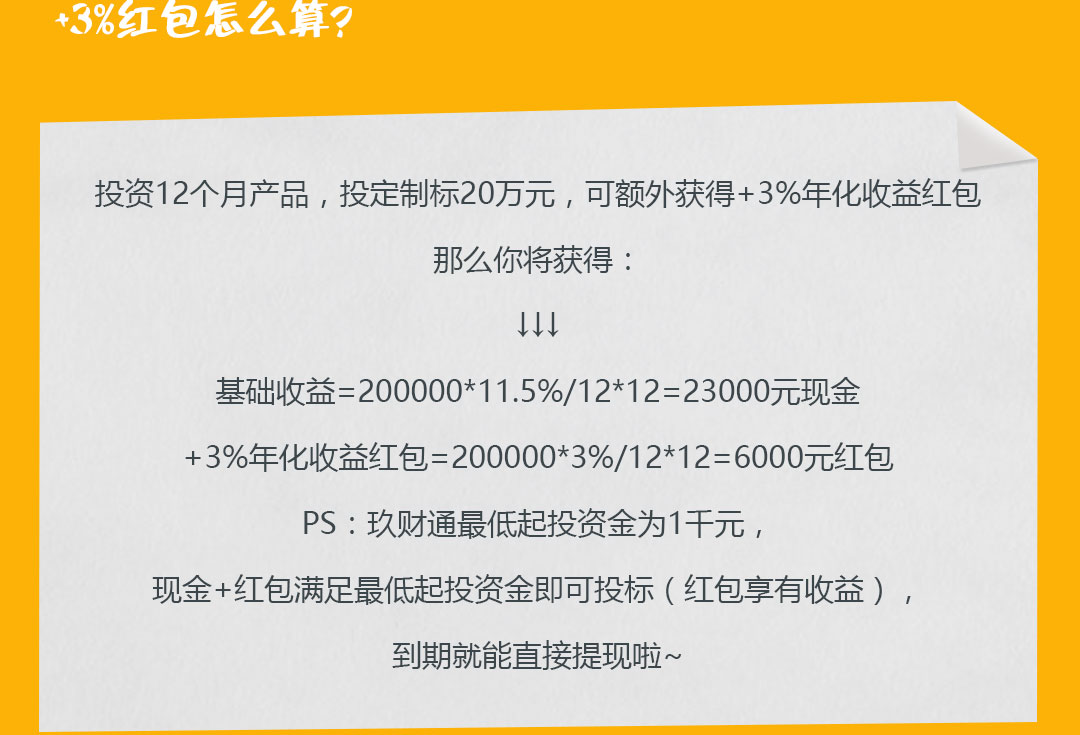 +3%红包怎么算?
投资12个月产品，投定制标20万元，可额外获得+3%年化收益红包
那么你将获得：
↓↓↓
基础收益=200000*11.5%/12*12=23000元现金
+3%年化收益红包=200000*3%/12*12=6000元红包
PS：玖财通最低起投资金为1千元，
现金+红包满足最低起投资金即可投标（红包享有收益），
到期就能直接提现啦~